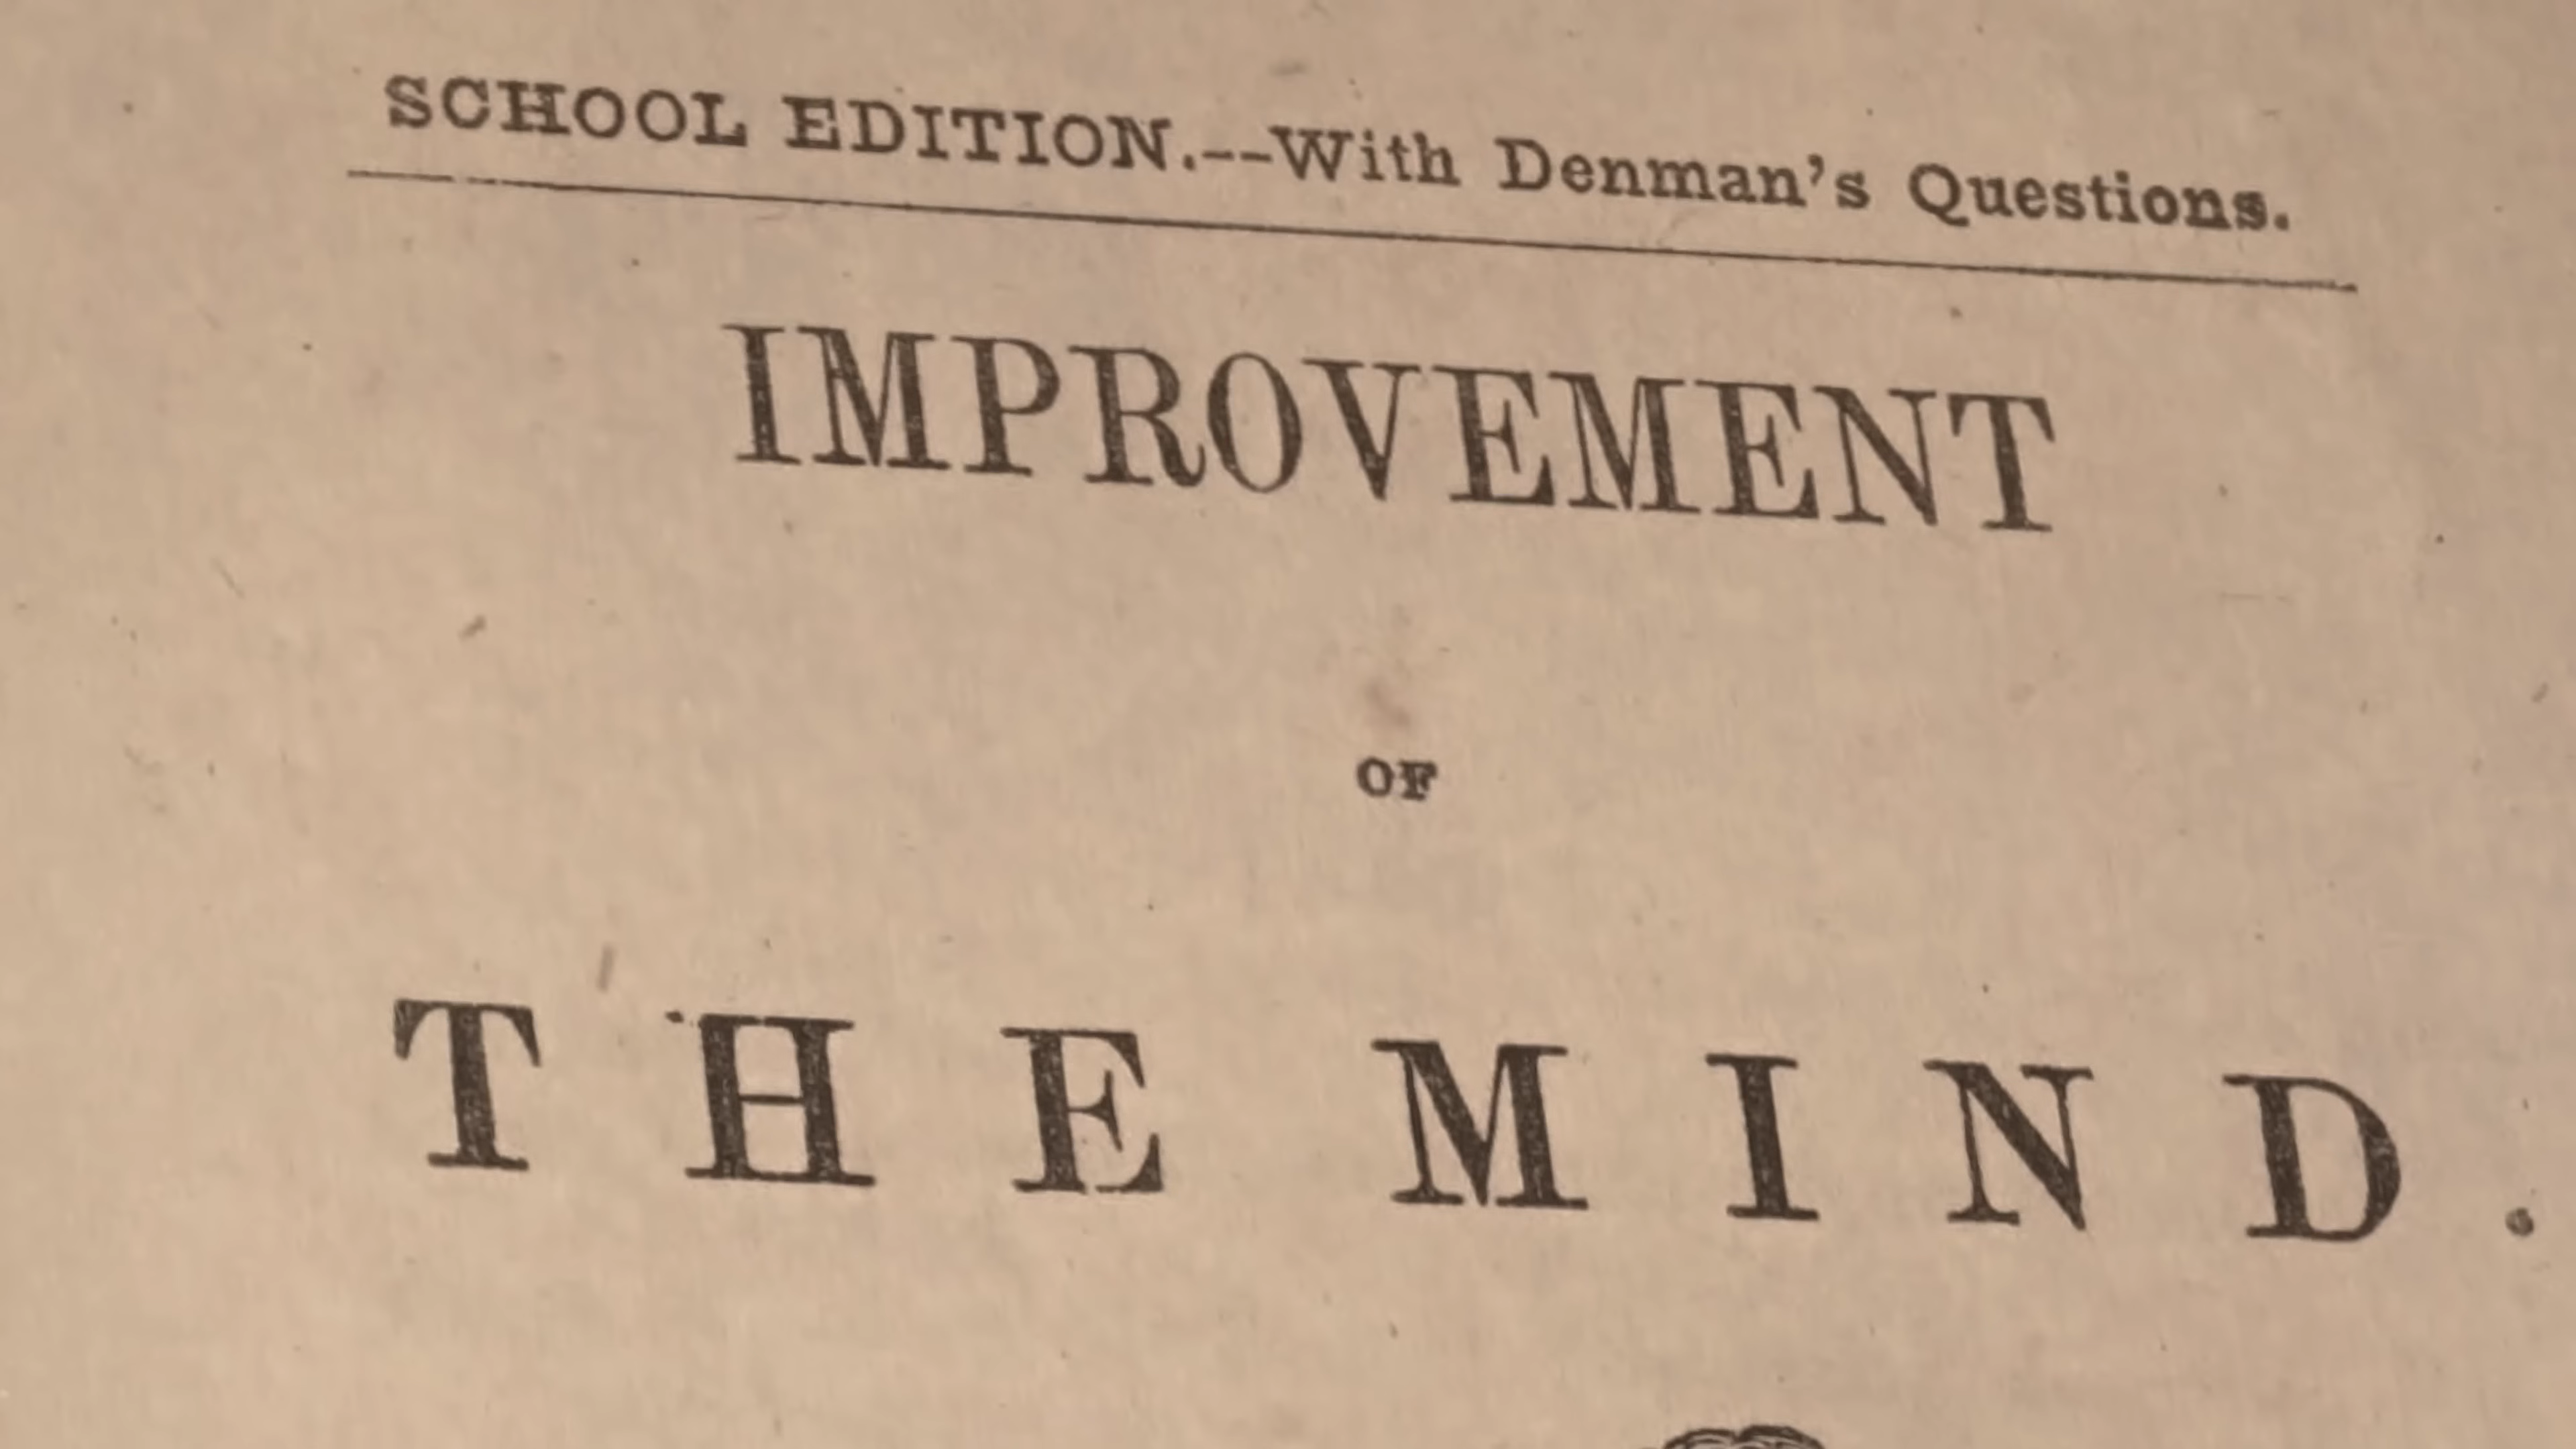 SCHOOL EDITION.--With Denman's Questions.
IMPROVEMENT
OF
THE MIND.